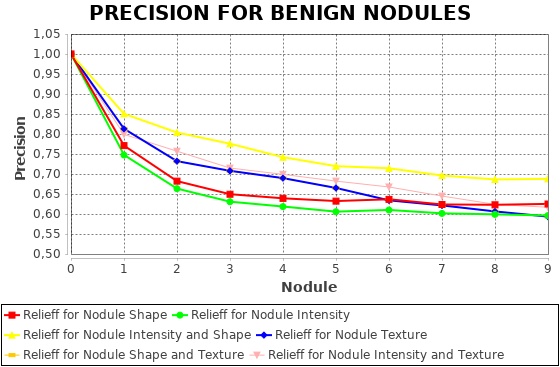 PRECISION FOR BENIGN NODULES
1,05
1,00
0,95
0,90
0,85
0,80
0,75
0,70
0,65
0,60
0,55
0,50
Precision
0 1 2 3 4 5 6 7 8 9
Nodule
Relieff for Nodule Shape Relieff for Nodule Intensity
Relieff for Nodule Intensity and Shape Relieff for Nodule Texture
Relieff for Nodule Shape and Texture Relieff for Nodule Intensity and Texture